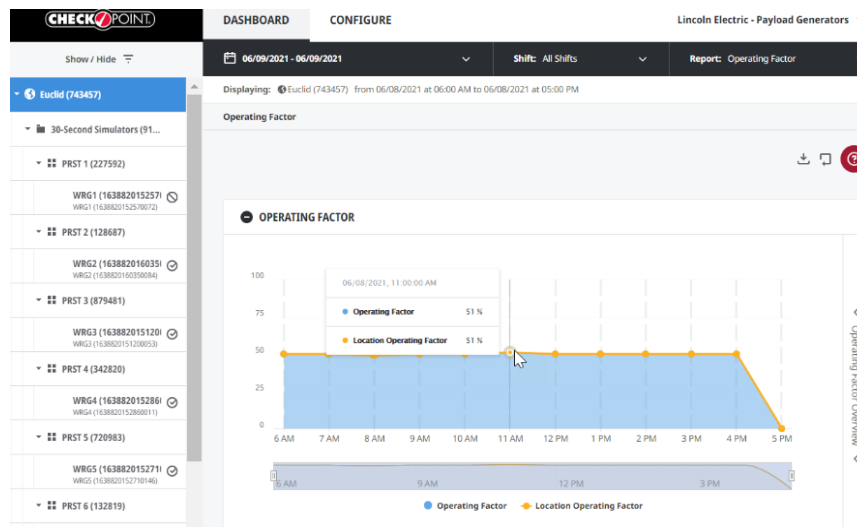 CHECK POINT.
DASHBOARD CONFIGURE Lincoln Electric - Payload Generators
Show / Hide
06/09/2021 - 06/09/2021 Shift: All Shifts Report: Operating Factor
Euclid (743457)
Displaying: Euclid (743457) from 06/08/2021 at 06:00 AM to 06/08/2021 at 05:00 PM
Operating Factor
30-Second Simulators (91...
PRST 1 (227592)
WRG1 (1638820152570
WRG1 (1638820152570072)
PRST 2 (128687)
WRG2 (16388201603500
WRG2 (1638820160350084)
PRST 3 (879481)
WRG3 (16388201512000
WRG3 (1638820151200053)
PRST 4 (342820)
WRG4 (16388201528600
WRG4 (1638820152860011)
PRST 5 (720983)
WRG5 (16388201527101
WRG5 (1638820152710146)
PRST 6 (132819)
OPERATING FACTOR
100
75
50
25
0
06/08/2021, 11:00:00 AM
Operating Factor 51 %
Location Operating Factor 51 %
6 AM 7 AM 8 AM 9 AM 10 AM 11 AM 12 PM 1 PM 2 PM 3 PM 4 PM 5 PM
6 AM 9 AM 12 PM 3 PM
Operating Factor Location Operating Factor
Operating Factor Overview